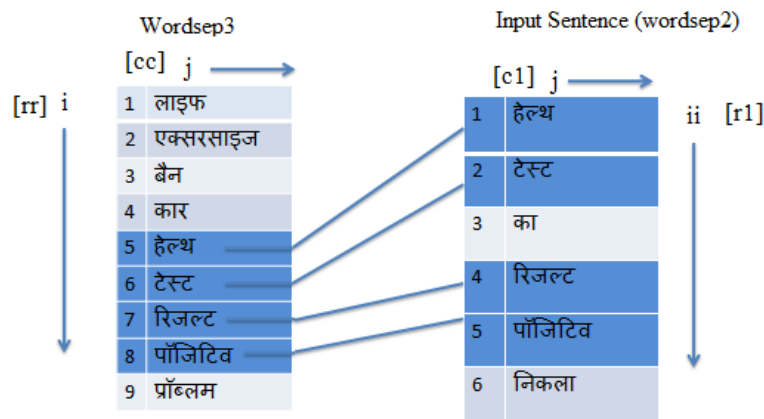 Wordsep3
[cc] j
[rr] i
1 लाइफ
2 एक्सरसाइज
3 बैन
4 कार
5 हेल्थ
6 टेस्ट
7 रिजल्ट
8 पॉजिटिव
9 प्रॉब्लम
Input Sentence (wordsep2)
[c1] j
ii [r1]
1 हेल्थ
2 टेस्ट
3 का
4 रिजल्ट
5 पॉजिटिव
6 निकला